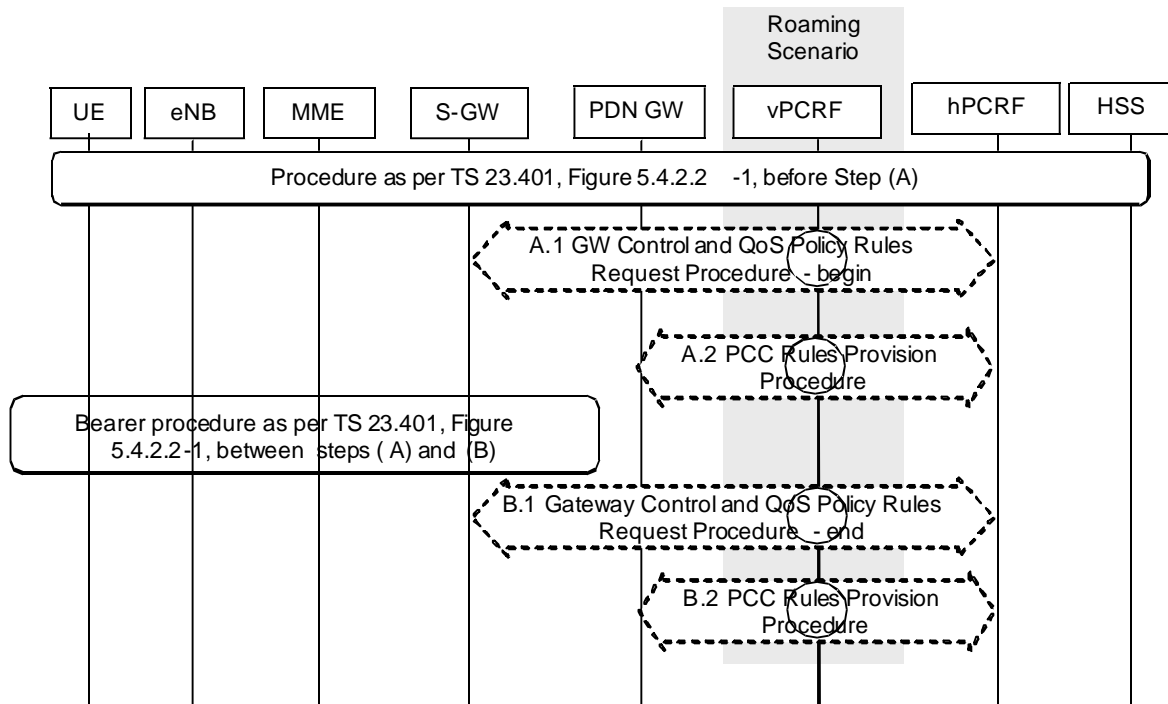 Roaming
Scenario
UE eNB MME S-GW PDN GW vPCRF hPCRF HSS
Procedure as per TS 23.401, Figure 5.4.2.2 -1, before Step (A)
A.1 GW Control and QoS Policy Rules
Request Procedure - begin
A.2 PCC Rules Provision
Procedure
Bearer procedure as per TS 23.401, Figure
5.4.2.2-1, between steps ( A) and (B)
B.1 Gateway Control and QoS Policy Rules
Request Procedure - end
B.2 PCC Rules Provision
Procedure